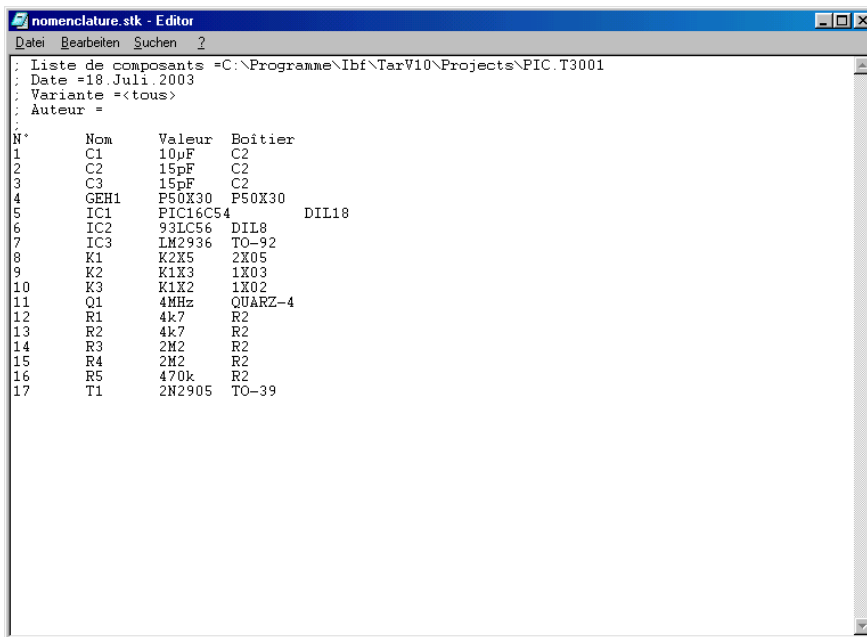 nomenclature.stk - Editor
Datei Bearbeiten Suchen ?
; Liste de composants =C:\Programme\Ibf\TarV10\Projects\PIC.T3001
; Date =18.Juli.2003
; Variante =<tous>
; Auteur =
;
N° Nom Valeur Boîtier
1 C1 10µF C2
2 C2 15pF C2
3 C3 15pF C2
4 GEH1 P50X30 P50X30
5 IC1 PIC16C54 DIL18
6 IC2 93LC56 DIL8
7 IC3 LM2936 TO-92
8 K1 K2X5 2X05
9 K2 K1X3 1X03
10 K3 K1X2 1X02
11 Q1 4MHz QUARZ-4
12 R1 4k7 R2
13 R2 4k7 R2
14 R3 2M2 R2
15 R4 2M2 R2
16 R5 470k R2
17 T1 2N2905 TO-39